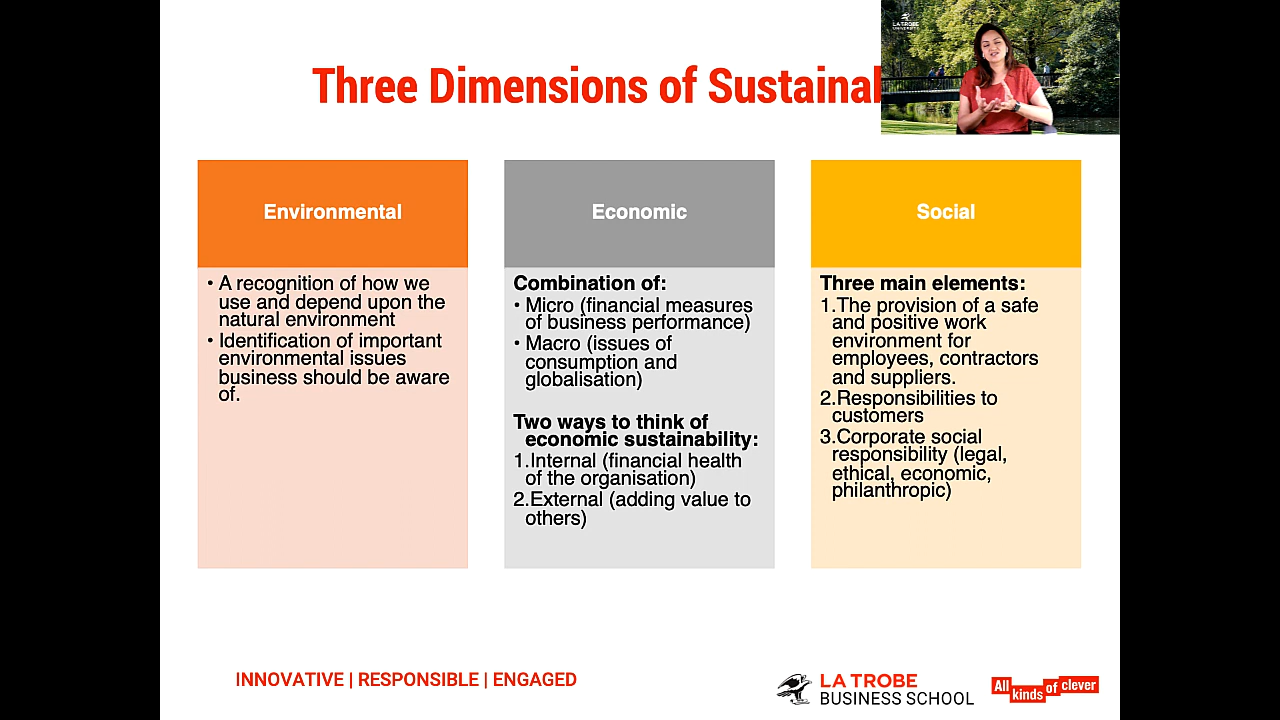 Three Dimensions of Sustainal
LA TROBE
UNIVERSITY
Environmental
• A recognition of how we
use and depend upon the
natural environment
• Identification of important
environmental issues
business should be aware
of.
Economic
Combination of:
• Micro (financial measures
of business performance)
• Macro (issues of
consumption and
globalisation)
Two ways to think of
economic sustainability:
1.Internal (financial health
of the organisation)
2.External (adding value to
others)
Social
Three main elements:
1.The provision of a safe
and positive work
environment for
employees, contractors
and suppliers.
2.Responsibilities to
customers
3.Corporate social
responsibility (legal,
ethical, economic,
philanthropic)
INNOVATIVE | RESPONSIBLE | ENGAGED
LA TROBE
BUSINESS SCHOOL
All kinds of clever